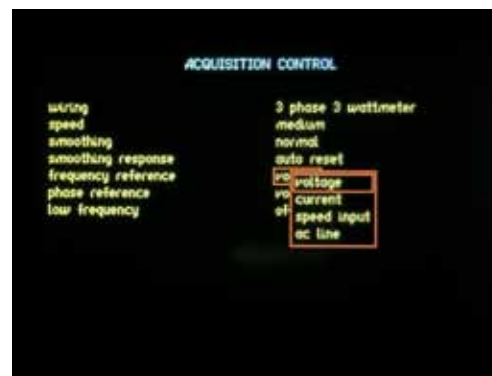 ACQUISITION CONTROL
wiring 3 phase 3 wattmeter
speed medium
smoothing normal
smoothing response auto reset
frequency reference
voltage
phase reference
current
low frequency
speed input
ac line